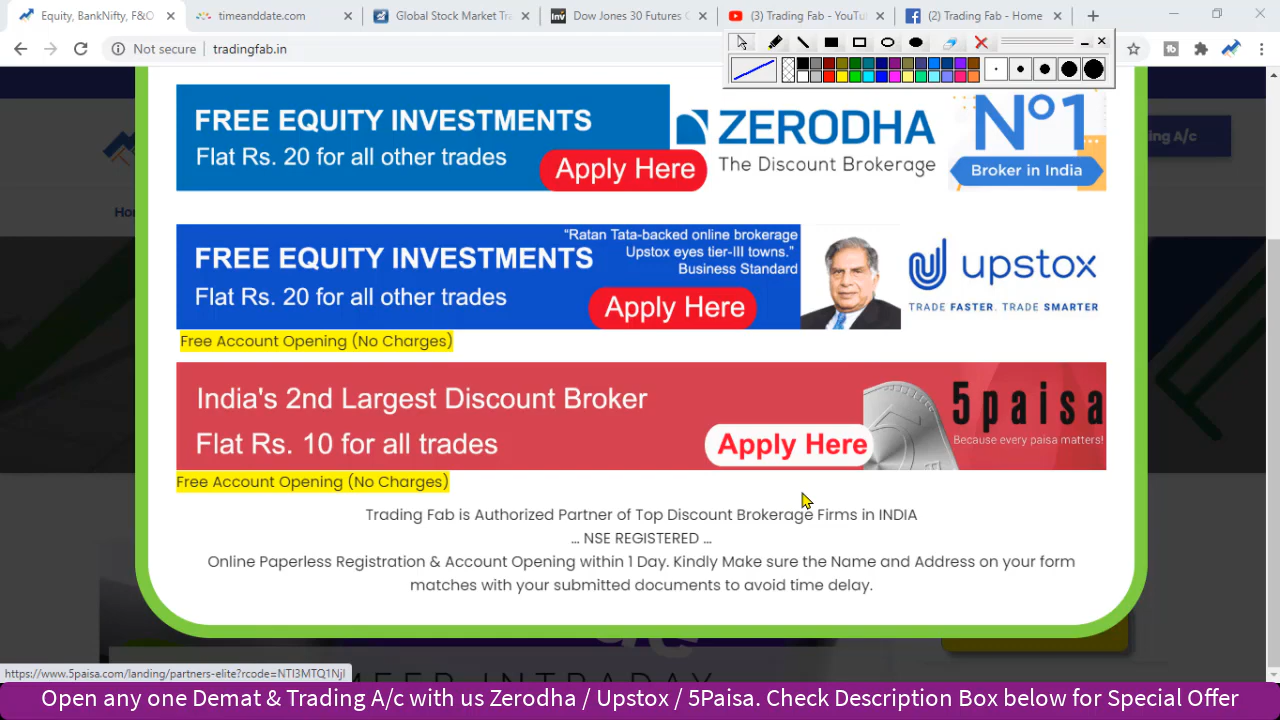 Equity, BankNifty, F&O
timeanddate.com
Global Stock Market Tra
Dow Jones 30 Futures C
(3) Trading Fab - YouTu
(2) Trading Fab - Home
Not secure
tradingfab.in
FREE EQUITY INVESTMENTS
Flat Rs. 20 for all other trades
Apply Here
ZERODHA
The Discount Brokerage
Nº1
Broker in India
ng A/c
Hom
"Ratan Tata-backed online brokerage
Upstox eyes tier-III towns."
Business Standard
FREE EQUITY INVESTMENTS
Flat Rs. 20 for all other trades
Apply Here
upstox
TRADE FASTER. TRADE SMARTER
Free Account Opening (No Charges)
India's 2nd Largest Discount Broker
Flat Rs. 10 for all trades
Apply Here
5paisa
Because every paisa matters!
Free Account Opening (No Charges)
Trading Fab is Authorized Partner of Top Discount Brokerage Firms in INDIA
... NSE REGISTERED ...
Online Paperless Registration & Account Opening within 1 Day. Kindly Make sure the Name and Address on your form
matches with your submitted documents to avoid time delay.
https://www.5paisa.com/landing/partners-elite?rcode=NTI3MTQ1NjI
Open any one Demat & Trading A/c with us Zerodha / Upstox / 5Paisa. Check Description Box below for Special Offer